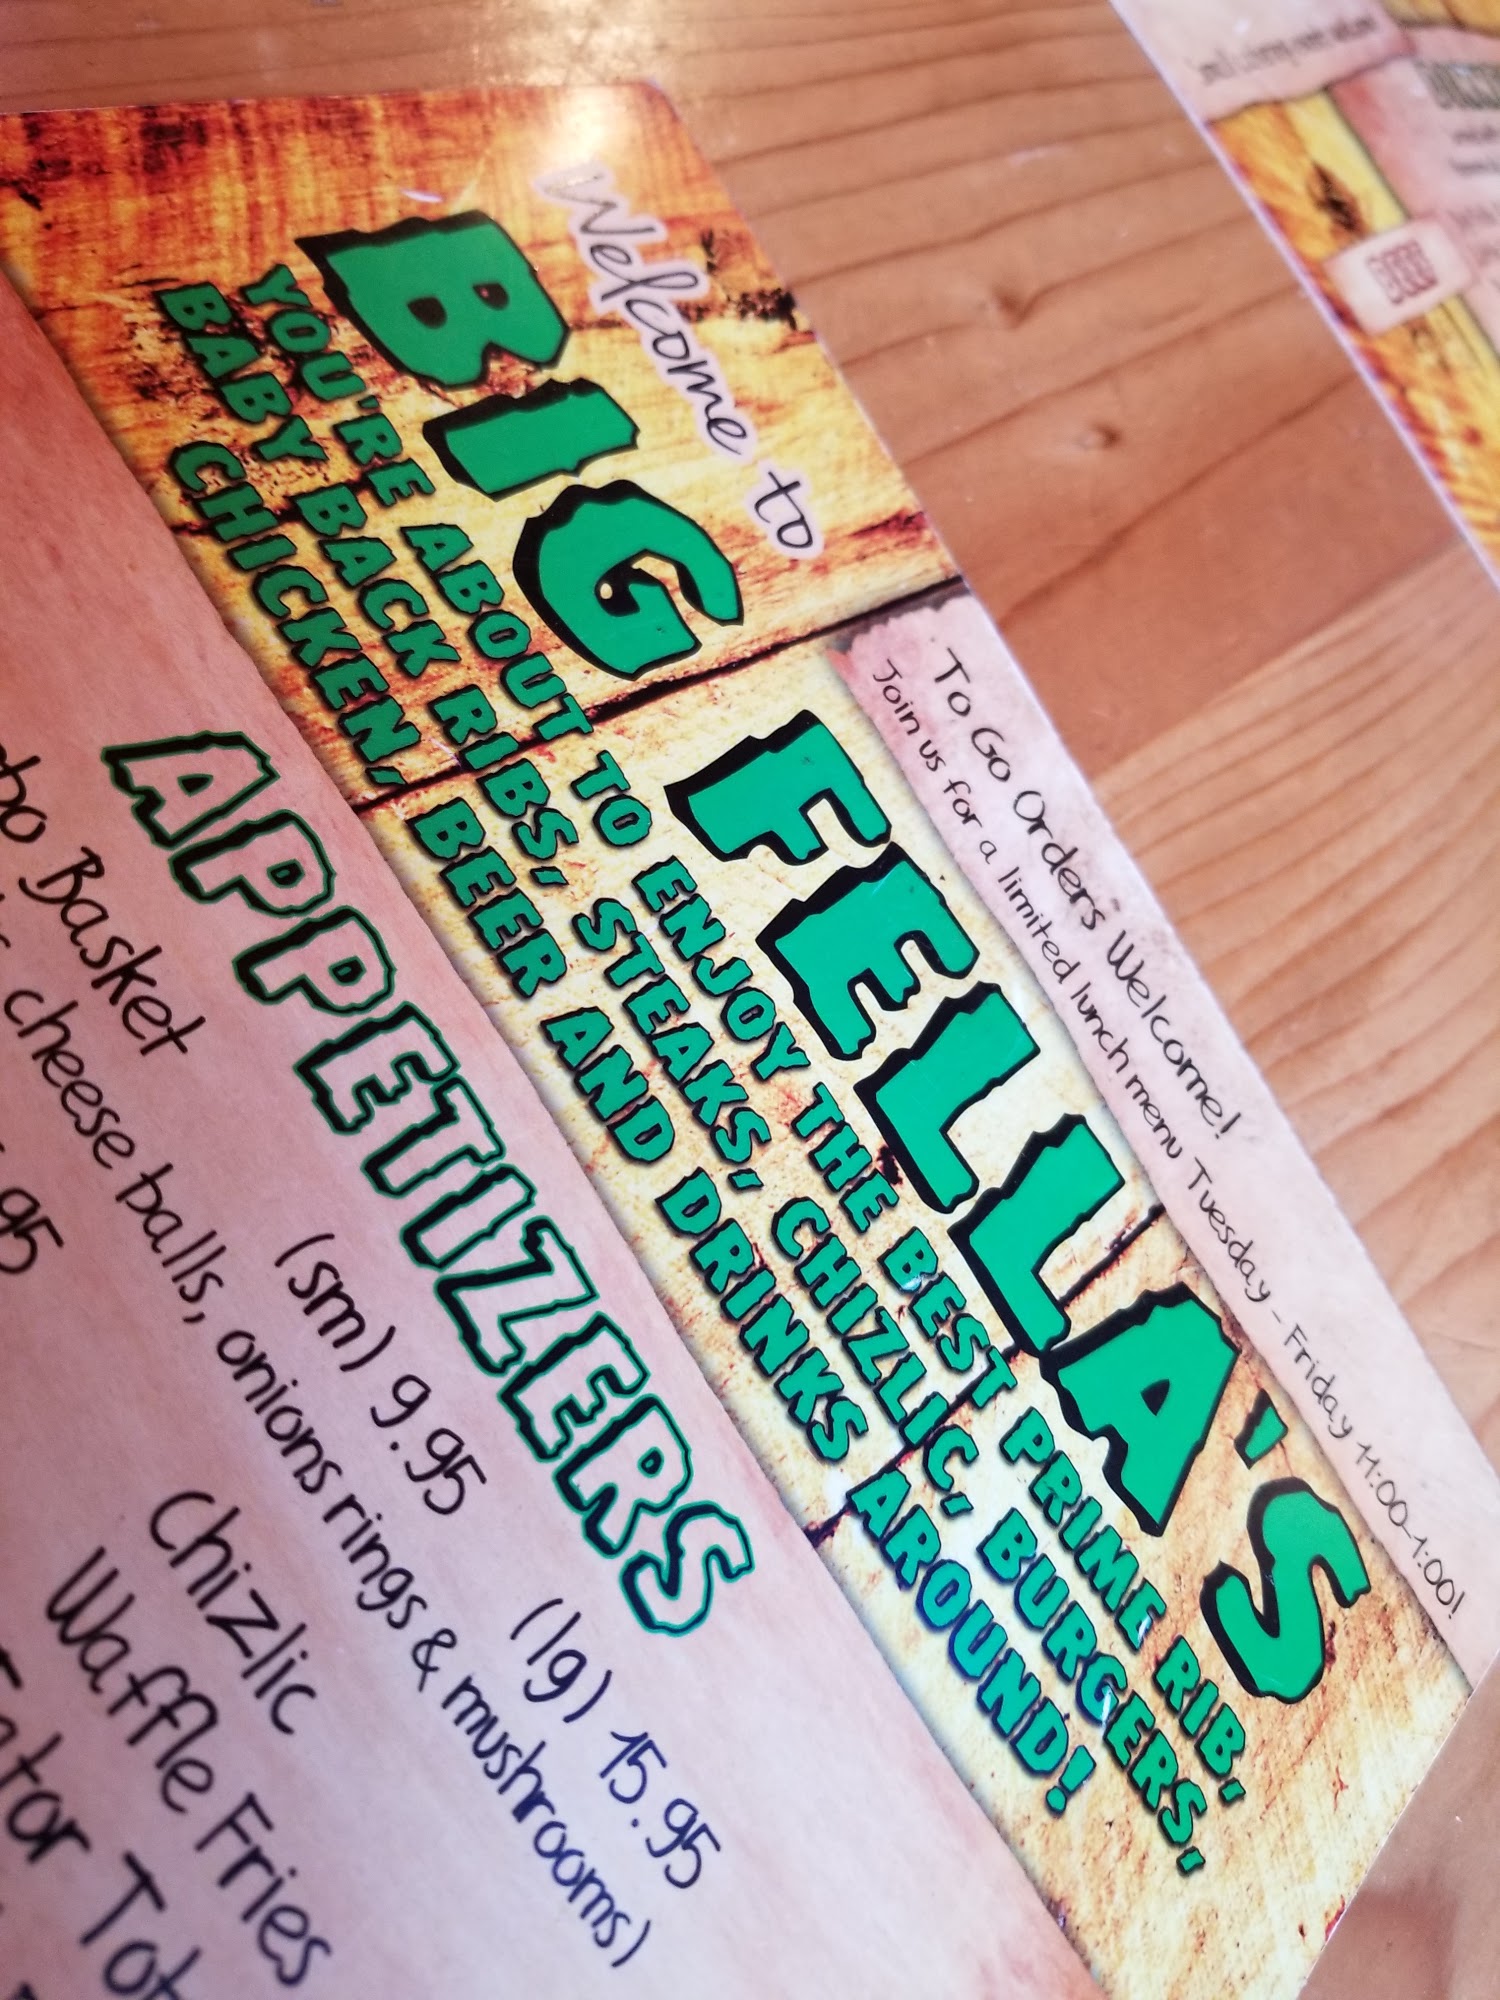 Welcome to
BIG FELLA'S
To Go Orders Welcome!
Join us for a limited lunch menu Tuesday - Friday 11:00-1:00!
YOU'RE ABOUT TO ENJOY THE BEST PRIME RIB,
BABY BACK RIBS, STEAKS, CHIZLIC, BURGERS,
CHICKEN, BEER AND DRINKS AROUND!
APPETIZERS
Basket (sm) 9.95 (lg) 15.95
cheese balls, onions rings & mushrooms)
Chizlic
Waffle Fries